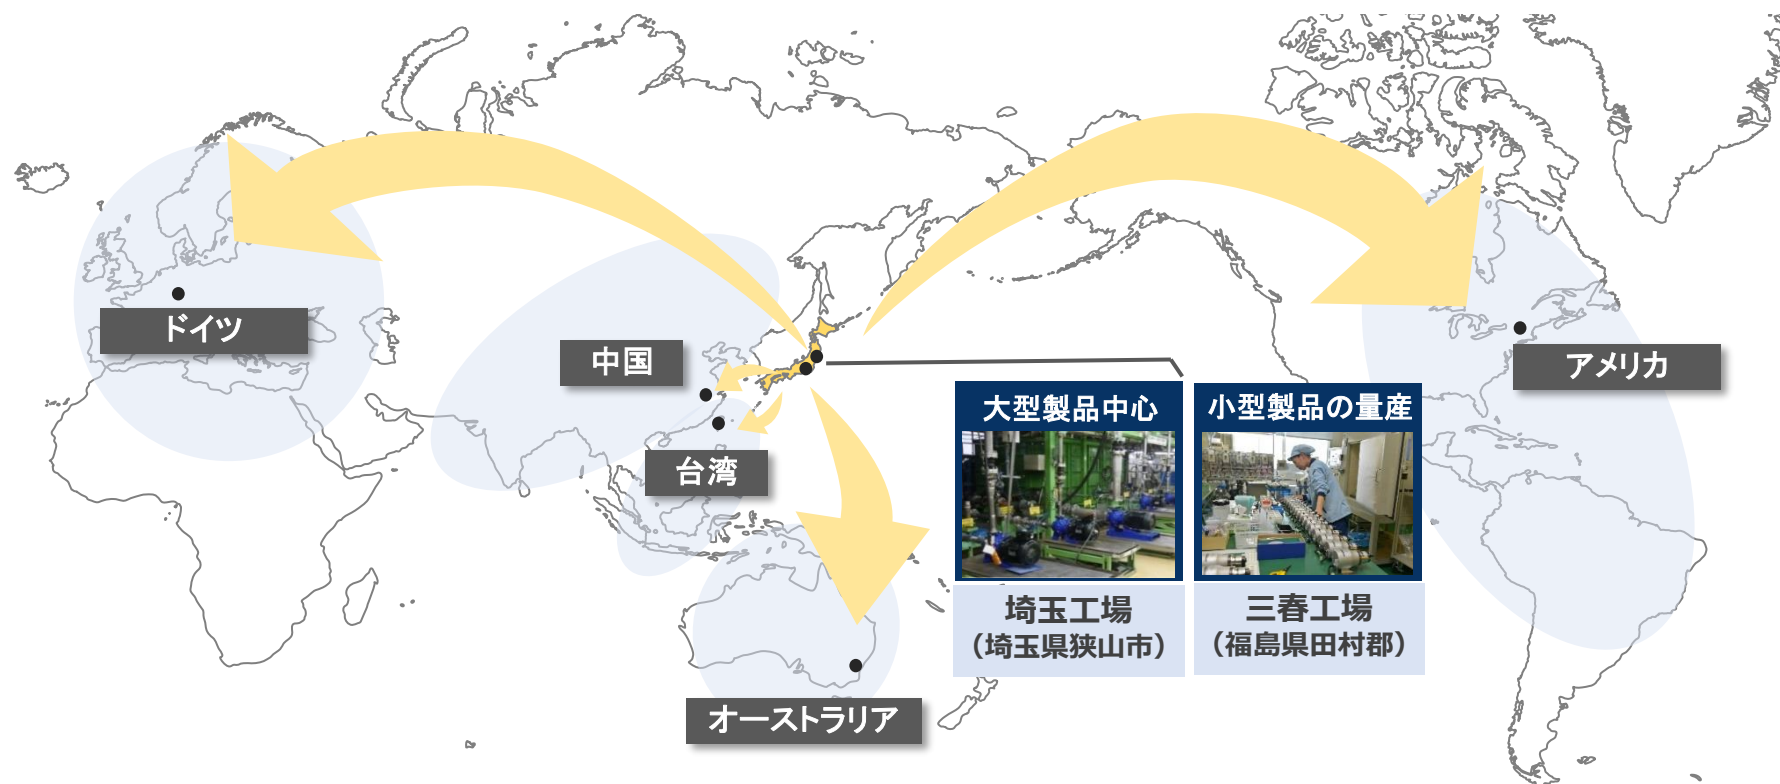 ドイツ
中国
台湾
オーストラリア
アメリカ
大型製品中心
埼玉工場
（埼玉県狭山市）
小型製品の量産
三春工場
（福島県田村郡）